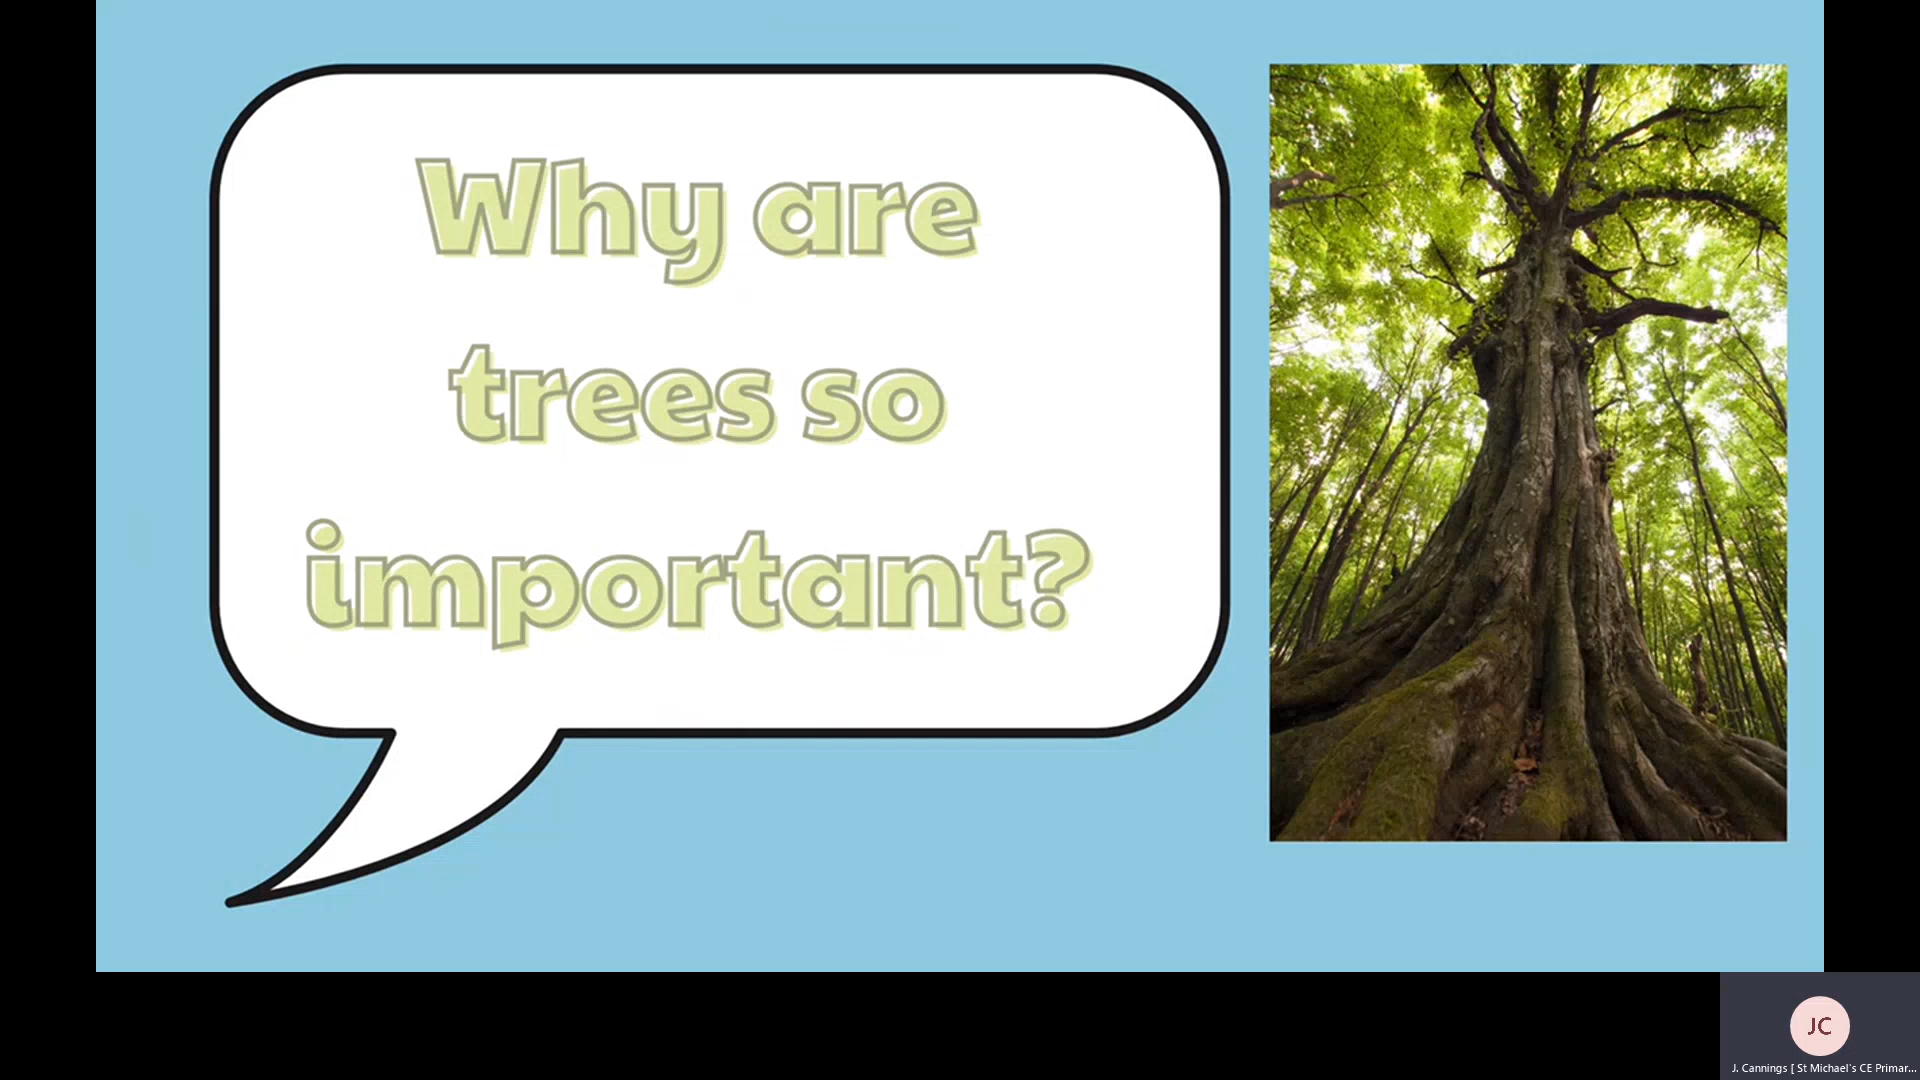 Why are
trees so
important?
JC
J. Cannings [ St Michael's CE Primar...